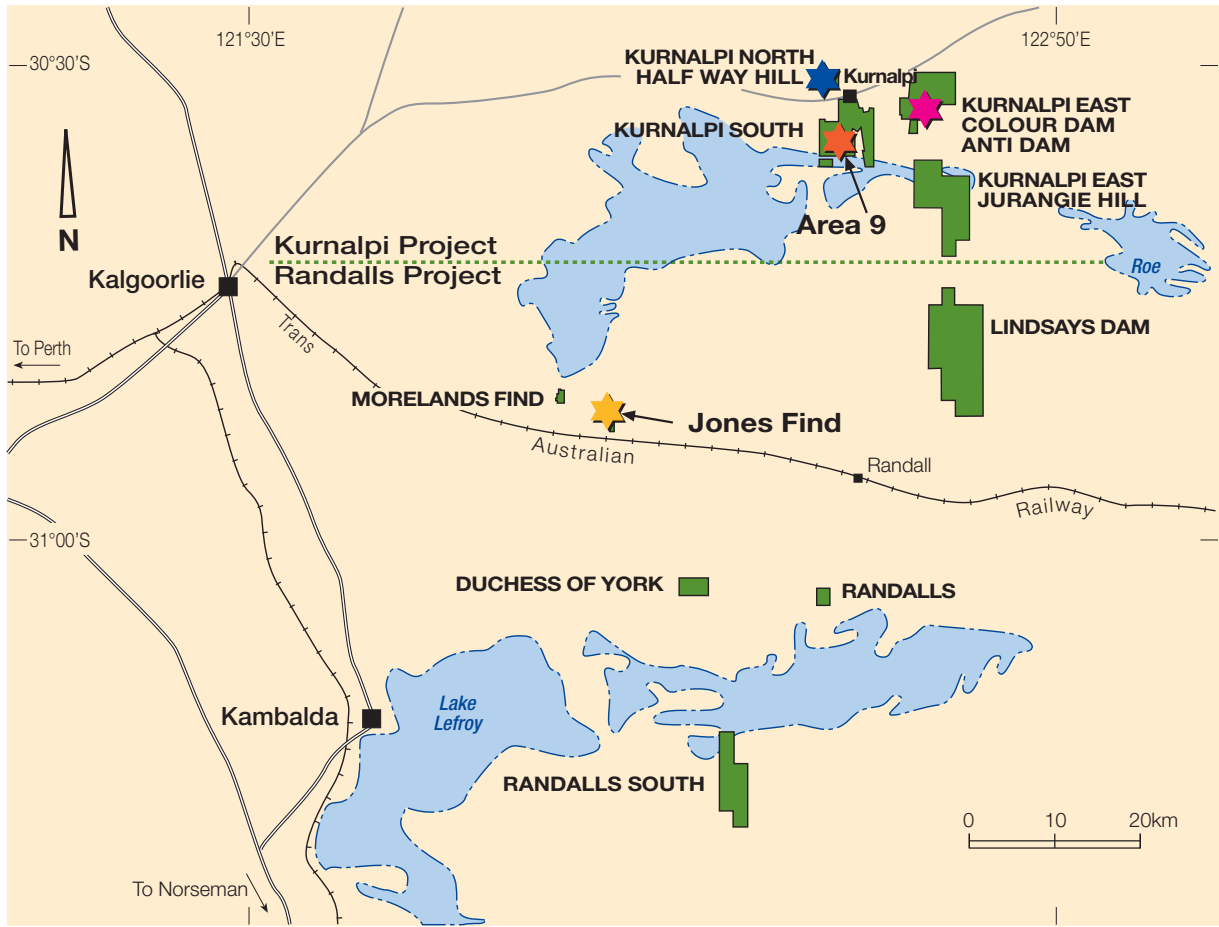 121°30'E
122°50'E
30°30'S
KURNALPI NORTH
HALF WAY HILL
Kurnalpi
KURNALPI EAST
COLOUR DAM
ANTI DAM
KURNALPI SOUTH
KURNALPI EAST
JURANGIE HILL
Area 9
N
Kurnalpi Project
Randalls Project
Roe
Kalgoorlie
Trans
LINDSAYS DAM
To Perth
MORELANDS FIND
Jones Find
Australian
Randall
Railway
31°00'S
DUCHESS OF YORK
RANDALLS
Lake
Lefroy
Kambalda
RANDALLS SOUTH
0 10 20km
To Norseman